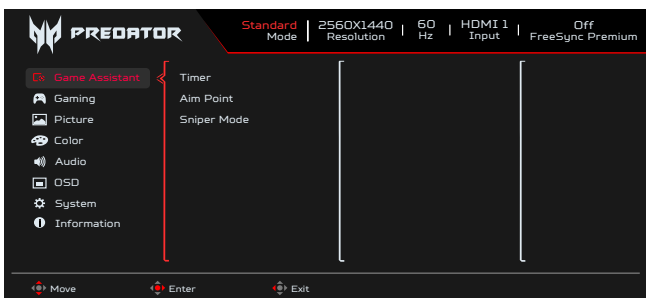 PREDATOR
Standard Mode
2560X1440 Resolution
60 Hz
HDMI 1 Input
Off FreeSync Premium
Game Assistant
Gaming
Picture
Color
Audio
OSD
System
Information
Timer
Aim Point
Sniper Mode
Move
Enter
Exit